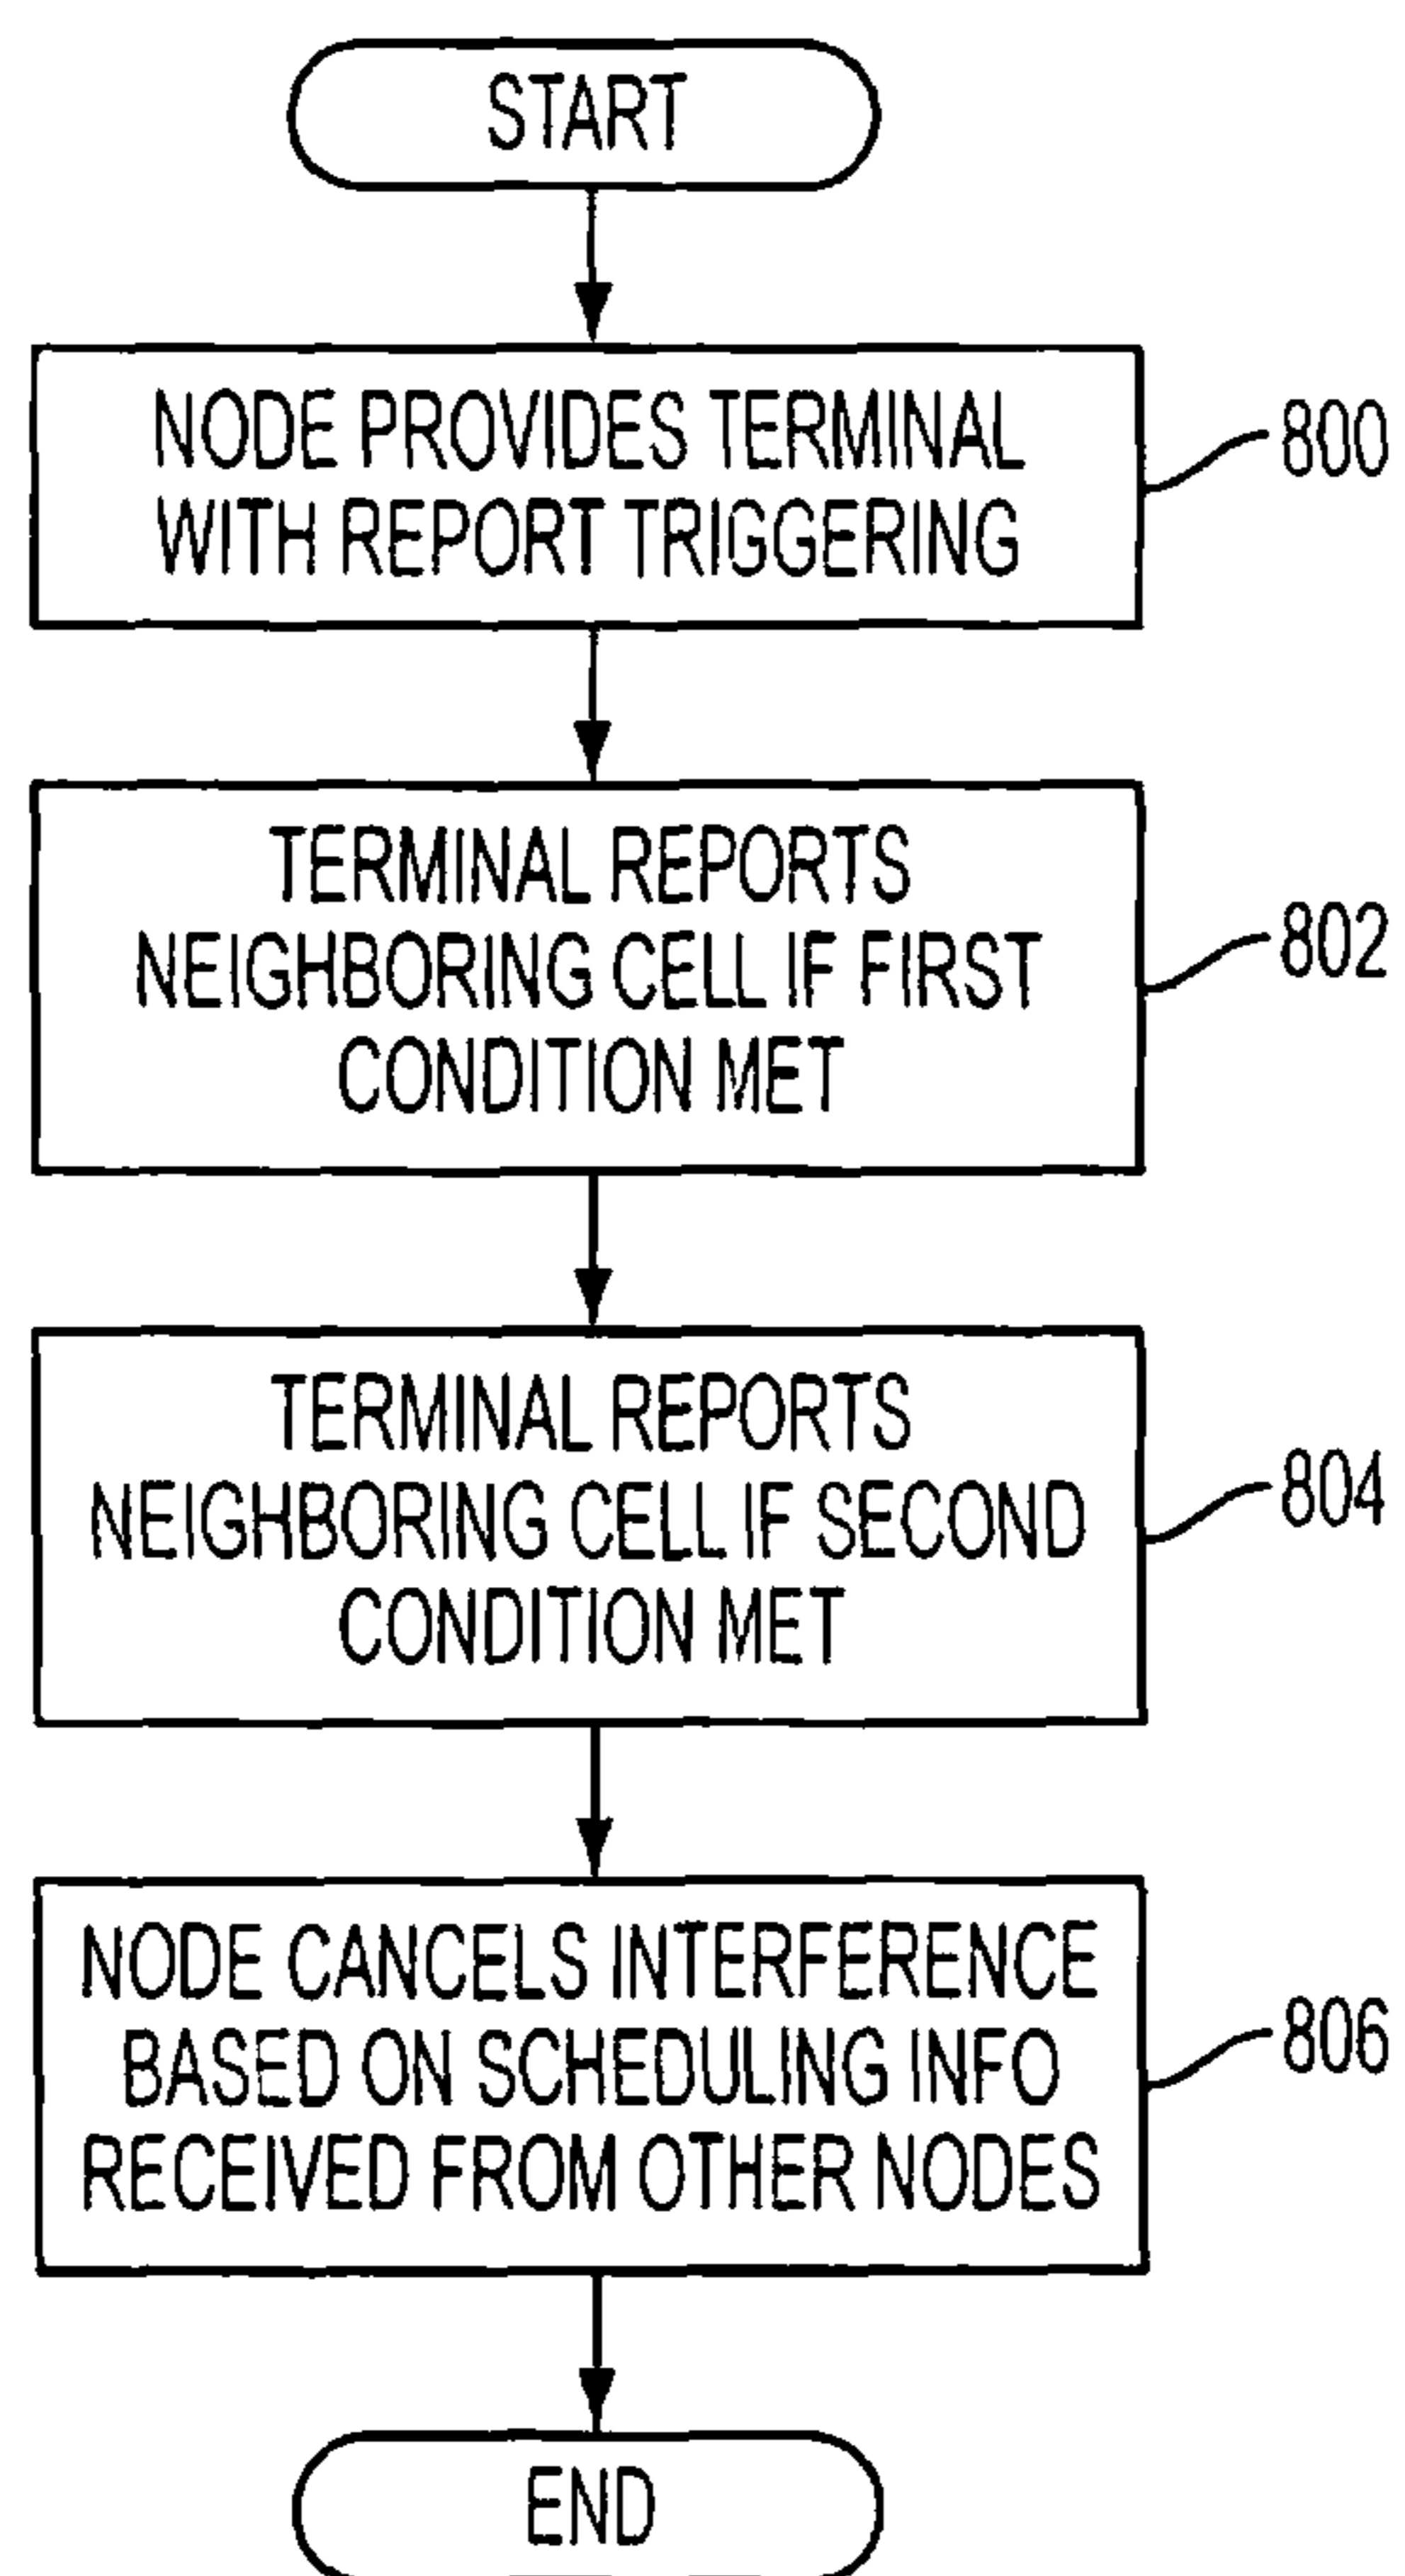 START
NODE PROVIDES TERMINAL
WITH REPORT TRIGGERING
800
TERMINAL REPORTS
NEIGHBORING CELL IF FIRST
CONDITION MET
802
TERMINAL REPORTS
NEIGHBORING CELL IF SECOND
CONDITION MET
804
NODE CANCELS INTERFERENCE
BASED ON SCHEDULING INFO
RECEIVED FROM OTHER NODES
806
END